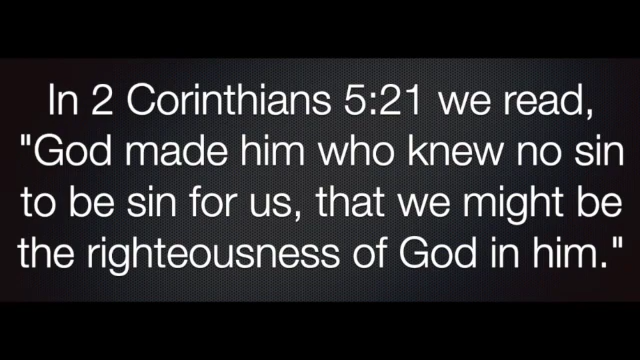 In 2 Corinthians 5:21 we read,
"God made him who knew no sin
to be sin for us, that we might be
the righteousness of God in him."